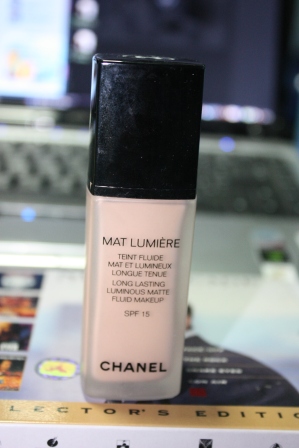 MAT LUMIÈRE
TEINT FLUIDE
MAT ET LUMINEUX
LONGUE TENUE
LONG LASTING
LUMINOUS MATTE
FLUID MAKEUP
SPF 15
CHANEL
LECTOR'S EDITI